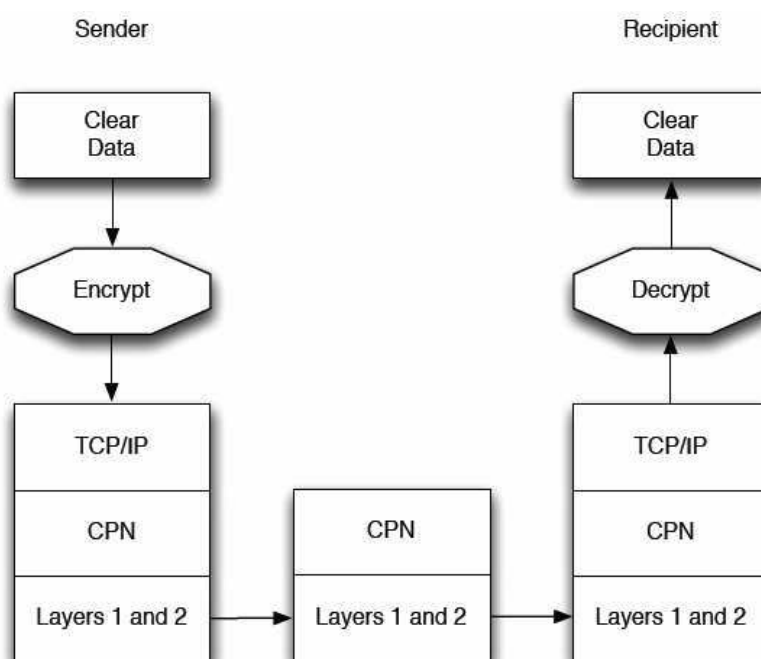 Sender
Recipient
Clear
Data
Clear
Data
Encrypt
Decrypt
TCP/IP
TCP/IP
CPN
CPN
CPN
Layers 1 and 2
Layers 1 and 2
Layers 1 and 2